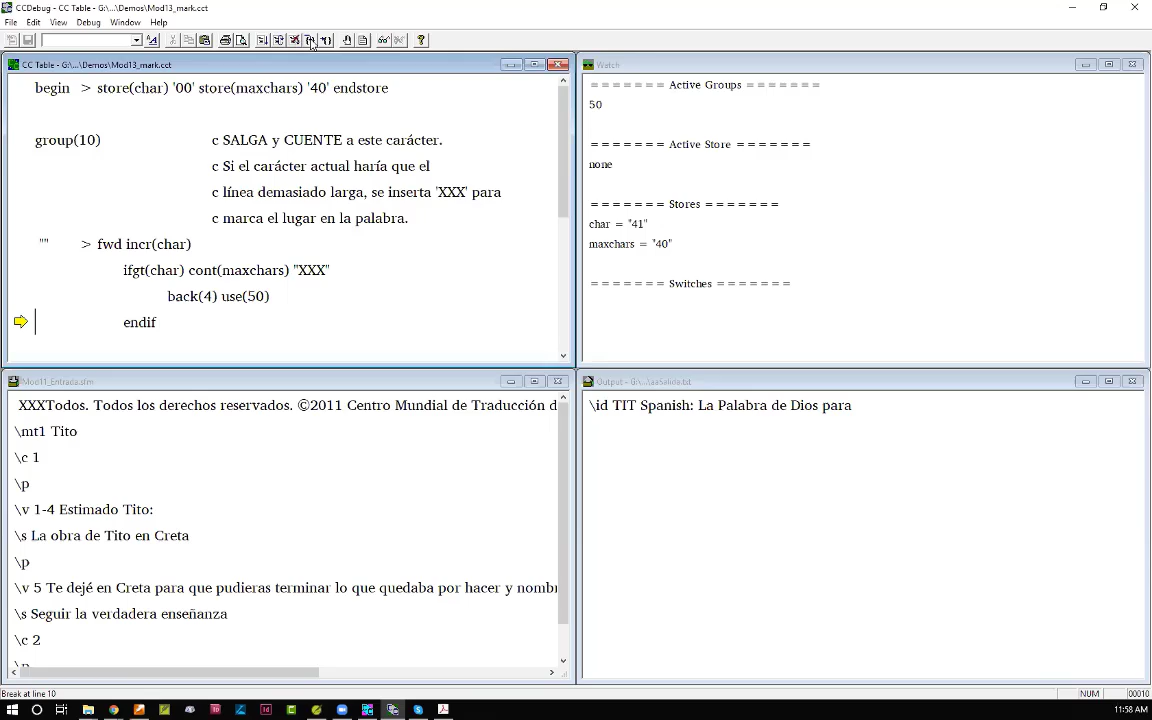 CCDebug - CC Table - G:\...\Demos\Mod13_mark.cct
File Edit View Debug Window Help
CC Table - G:\...\Demos\Mod13_mark.cct
begin > store(char) '00' store(maxchars) '40' endstore
group(10) c SALGA y CUENTE a este carácter.
c Si el carácter actual haría que el
c línea demasiado larga, se inserta 'XXX' para
c marca el lugar en la palabra.
"" > fwd incr(char)
ifgt(char) cont(maxchars) "XXX"
back(4) use(50)
endif
Watch
======= Active Groups =======
50
======= Active Store =======
none
======= Stores =======
char = "41"
maxchars = "40"
======= Switches =======
Mod11_Entrada.sfm
XXXTodos. Todos los derechos reservados. ©2011 Centro Mundial de Traducción d
\mt1 Tito
\c 1
\p
\v 1-4 Estimado Tito:
\s La obra de Tito en Creta
\p
\v 5 Te dejé en Creta para que pudieras terminar lo que quedaba por hacer y nombr
\s Seguir la verdadera enseñanza
\c 2
\p
Output - G:\...\aaSalida.txt
\id TIT Spanish: La Palabra de Dios para
Break at line 10
NUM
00010
11:58 AM